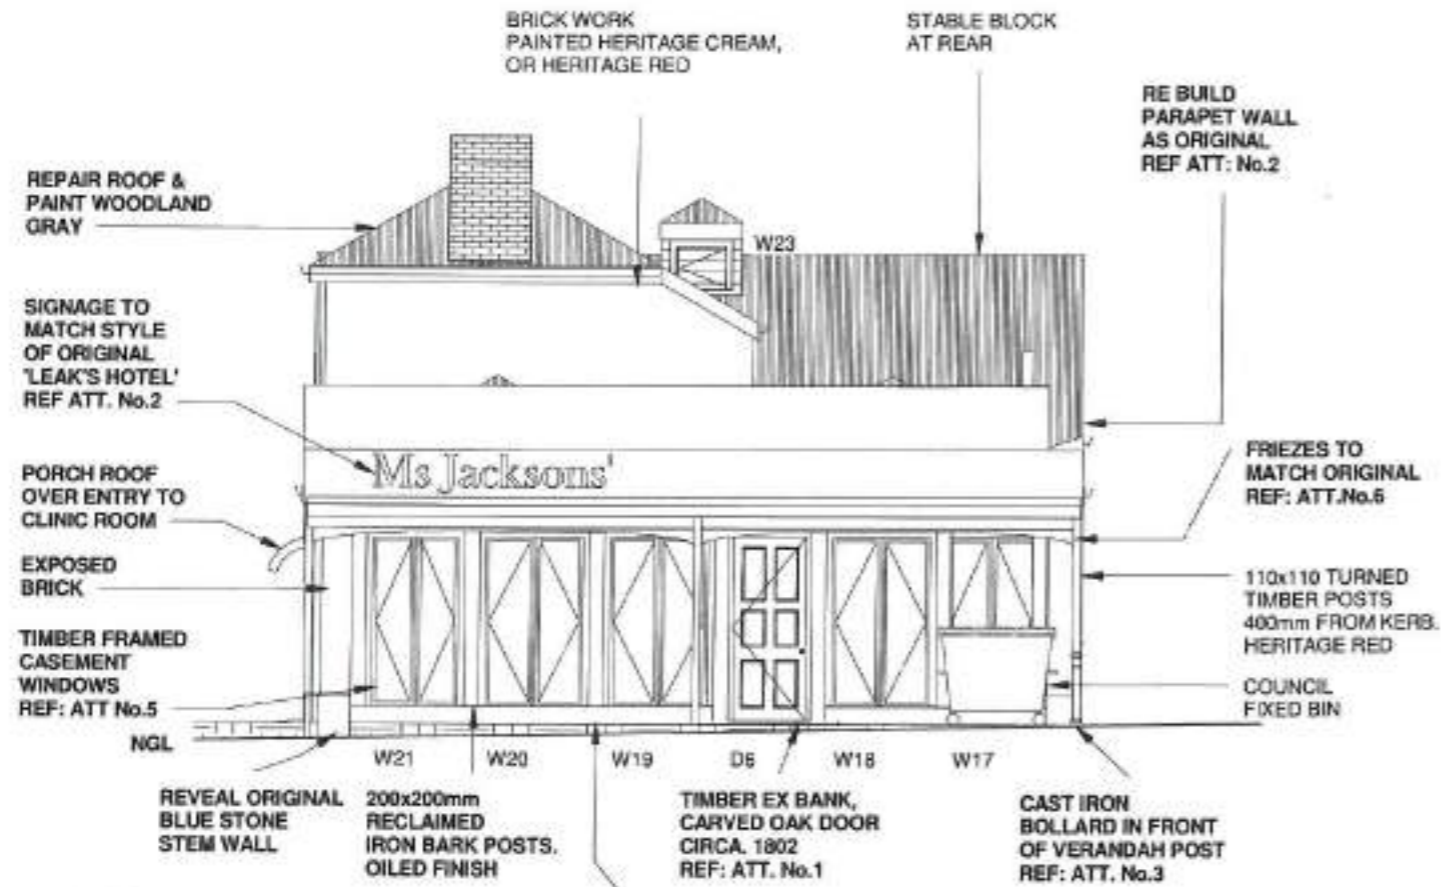 BRICK WORK
PAINTED HERITAGE CREAM,
OR HERITAGE RED
STABLE BLOCK
AT REAR
RE BUILD
PARAPET WALL
AS ORIGINAL
REF ATT: No.2
REPAIR ROOF &
PAINT WOODLAND
GRAY
W23
SIGNAGE TO
MATCH STYLE
OF ORIGINAL
'LEAK'S HOTEL'
REF ATT. No.2
Ms Jacksons'
FRIEZES TO
MATCH ORIGINAL
REF: ATT.No.6
PORCH ROOF
OVER ENTRY TO
CLINIC ROOM
EXPOSED
BRICK
110x110 TURNED
TIMBER POSTS
400mm FROM KERB.
HERITAGE RED
TIMBER FRAMED
CASEMENT
WINDOWS
REF: ATT No.5
COUNCIL
FIXED BIN
NGL
W21 W20 W19 D6 W18 W17
REVEAL ORIGINAL
BLUE STONE
STEM WALL
200x200mm
RECLAIMED
IRON BARK POSTS.
OILED FINISH
TIMBER EX BANK,
CARVED OAK DOOR
CIRCA. 1802
REF: ATT. No.1
CAST IRON
BOLLARD IN FRONT
OF VERANDAH POST
REF: ATT. No.3